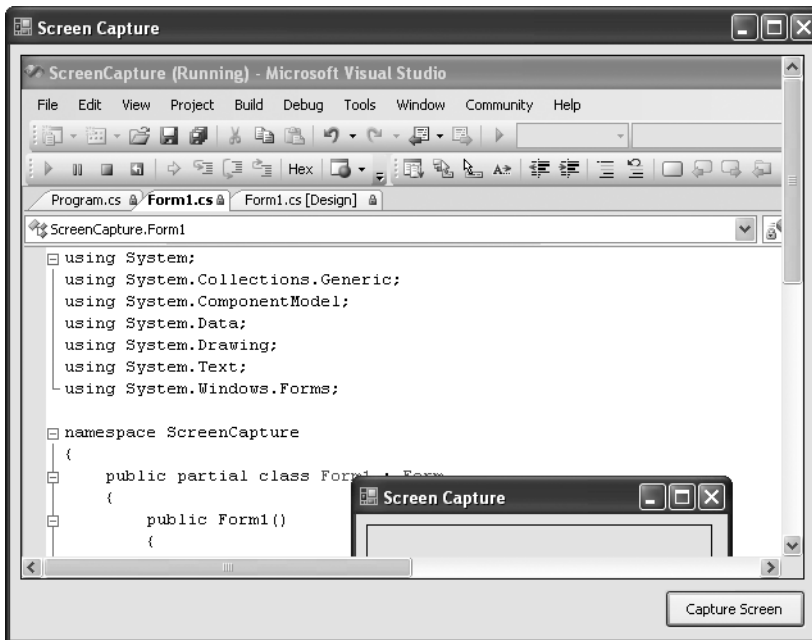 Screen Capture
ScreenCapture (Running) - Microsoft Visual Studio
File Edit View Project Build Debug Tools Window Community Help
Hex
Program.cs Form1.cs Form1.cs [Design]
ScreenCapture.Form1
using System;
using System.Collections.Generic;
using System.ComponentModel;
using System.Data;
using System.Drawing;
using System.Text;
using System.Windows.Forms;
namespace ScreenCapture
{
public partial class Form1 : Form
{
Screen Capture
public Form1()
{
Capture Screen